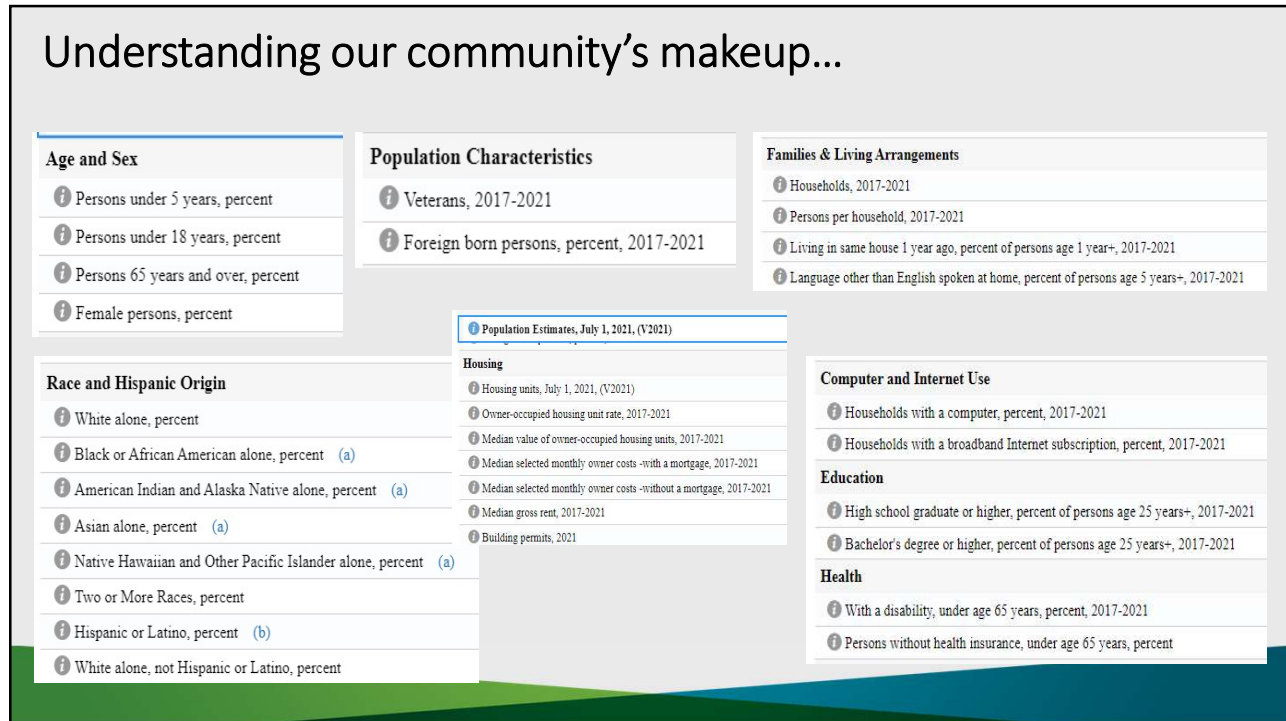 Understanding our community's makeup...
Age and Sex
Persons under 5 years, percent
Persons under 18 years, percent
Persons 65 years and over, percent
Female persons, percent
Population Characteristics
Veterans, 2017-2021
Foreign born persons, percent, 2017-2021
Families & Living Arrangements
Households, 2017-2021
Persons per household, 2017-2021
Living in same house 1 year ago, percent of persons age 1 year+, 2017-2021
Language other than English spoken at home, percent of persons age 5 years+, 2017-2021
Race and Hispanic Origin
White alone, percent
Black or African American alone, percent (a)
American Indian and Alaska Native alone, percent (a)
Asian alone, percent (a)
Native Hawaiian and Other Pacific Islander alone, percent (a)
Two or More Races, percent
Hispanic or Latino, percent (b)
White alone, not Hispanic or Latino, percent
Population Estimates, July 1, 2021, (V2021)
Housing
Housing units, July 1, 2021, (V2021)
Owner-occupied housing unit rate, 2017-2021
Median value of owner-occupied housing units, 2017-2021
Median selected monthly owner costs -with a mortgage, 2017-2021
Median selected monthly owner costs -without a mortgage, 2017-2021
Median gross rent, 2017-2021
Building permits, 2021
Computer and Internet Use
Households with a computer, percent, 2017-2021
Households with a broadband Internet subscription, percent, 2017-2021
Education
High school graduate or higher, percent of persons age 25 years+, 2017-2021
Bachelor's degree or higher, percent of persons age 25 years+, 2017-2021
Health
With a disability, under age 65 years, percent, 2017-2021
Persons without health insurance, under age 65 years, percent